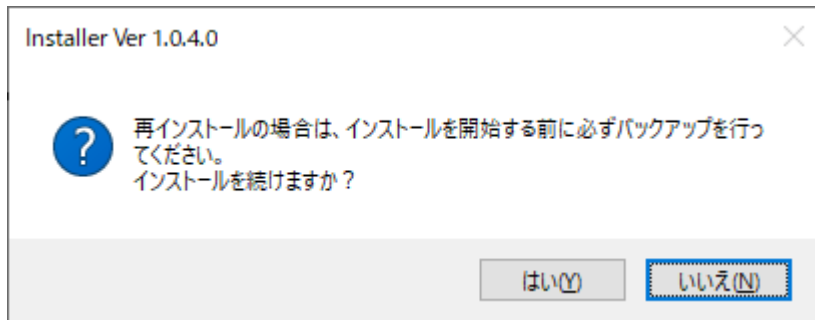 Installer Ver 1.0.4.0
再インストールの場合は、インストールを開始する前に必ずバックアップを行っ
てください。
インストールを続けますか？
はい(Y)
いいえ(N)